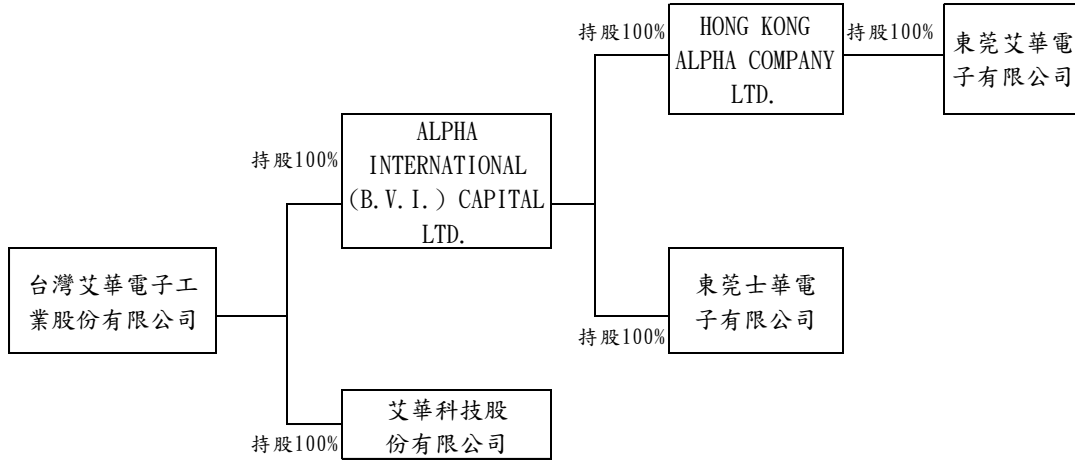 持股100%
HONG KONG
ALPHA COMPANY
LTD.
持股100%
東莞艾華電
子有限公司
持股100%
ALPHA
INTERNATIONAL
(B.V.I.) CAPITAL
LTD.
台灣艾華電子工
業股份有限公司
東莞士華電
子有限公司
持股100%
艾華科技股
份有限公司
持股100%